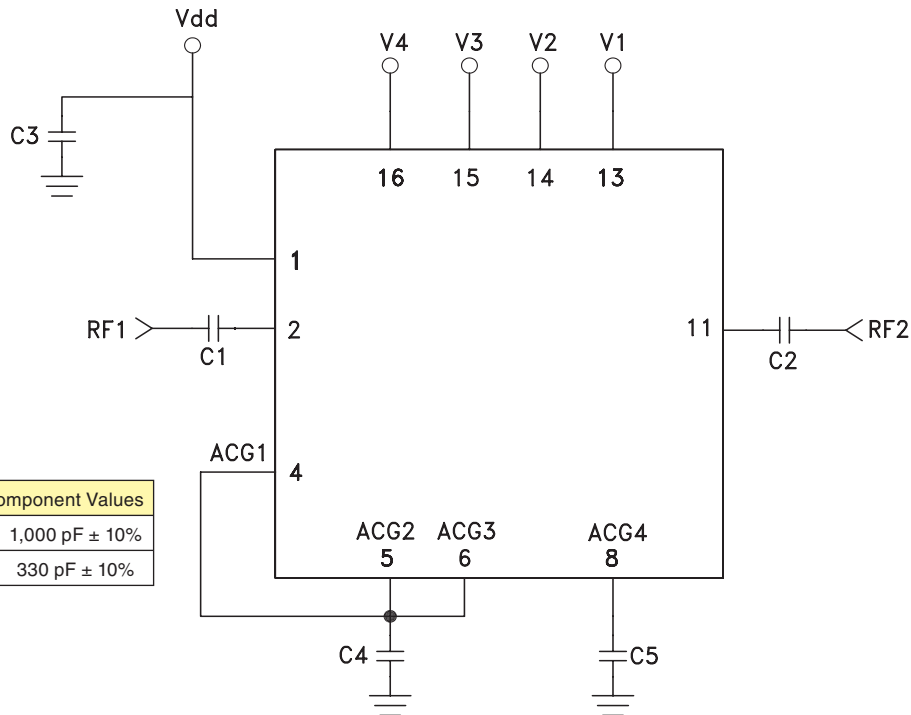 Vdd
V4 V3 V2 V1
C3
16 15 14 13
1
RF1 2 11 RF2
C1 C2
ACG1 4
Component Values
1,000 pF ± 10%
330 pF ± 10%
ACG2 ACG3 ACG4
5 6 8
C4 C5